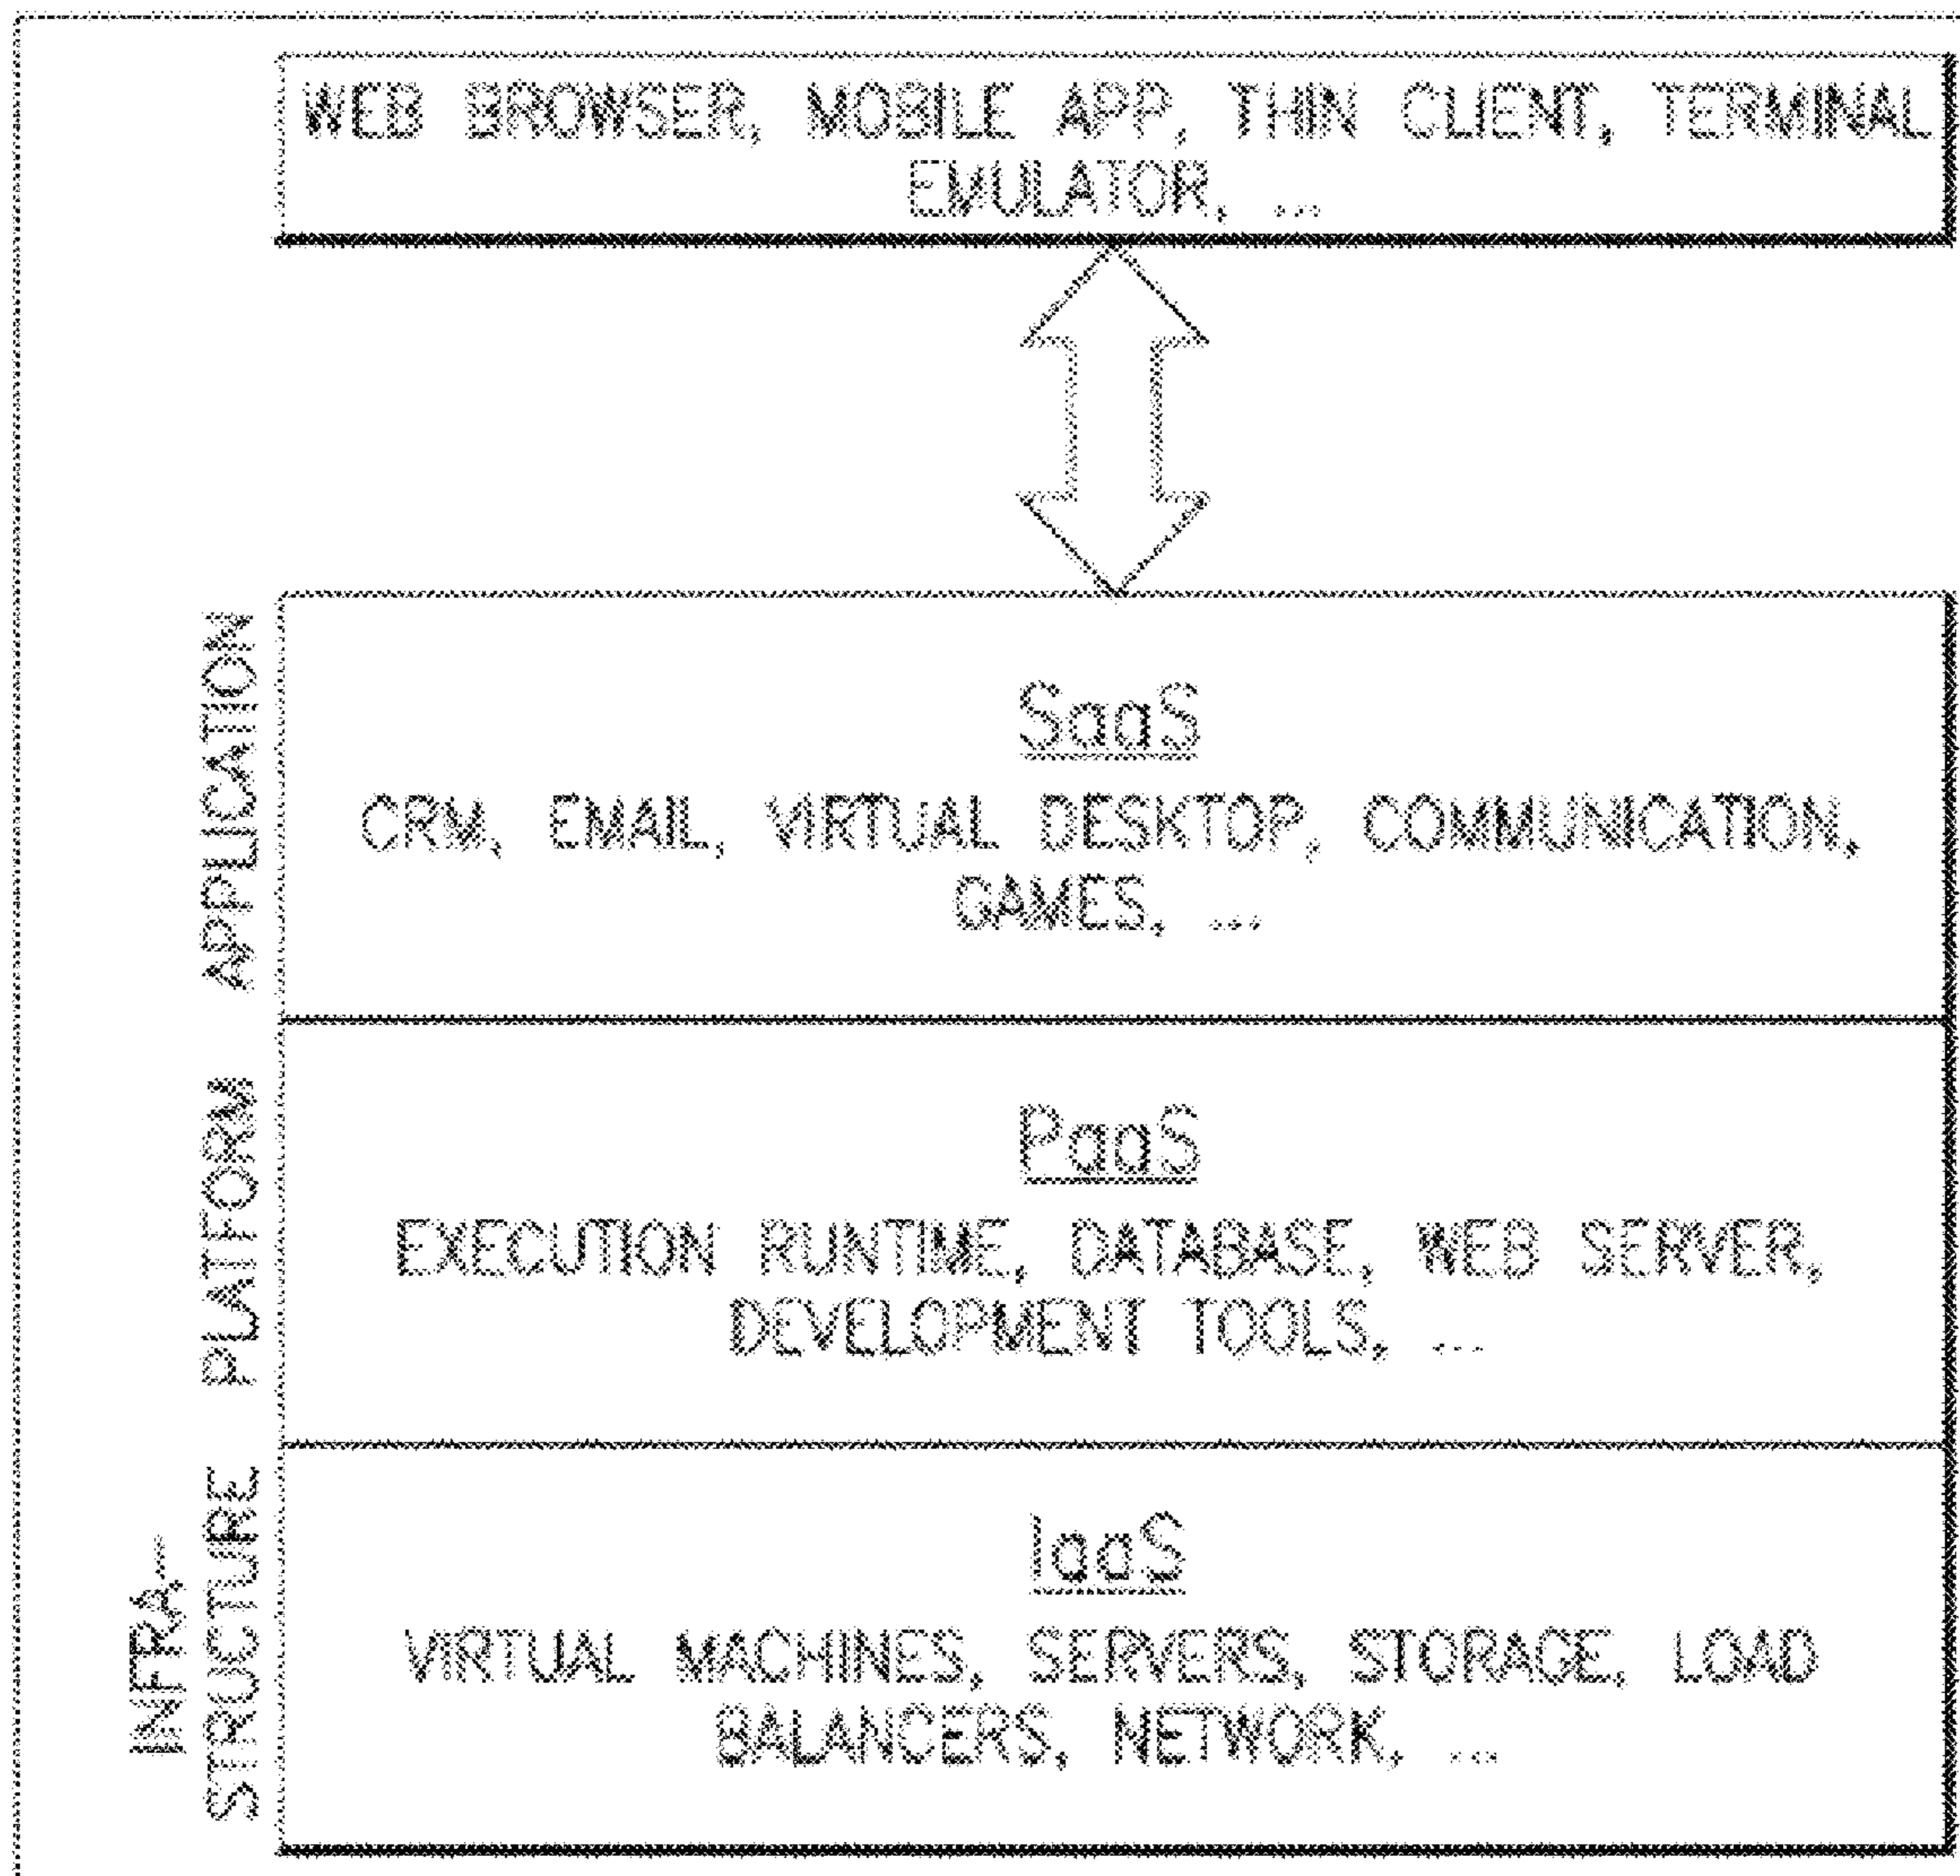 WEB BROWSER, MOBILE APP, THIN CLIENT, TERMINAL
EMULATOR, ...
APPLICATION
SaaS
CRM, EMAIL, VIRTUAL DESKTOP, COMMUNICATION,
GAMES, ...
PLATFORM
PaaS
EXECUTION RUNTIME, DATABASE, WEB SERVER,
DEVELOPMENT TOOLS, ...
INFRA-
STRUCTURE
IaaS
VIRTUAL MACHINES, SERVERS, STORAGE, LOAD
BALANCERS, NETWORK, ...